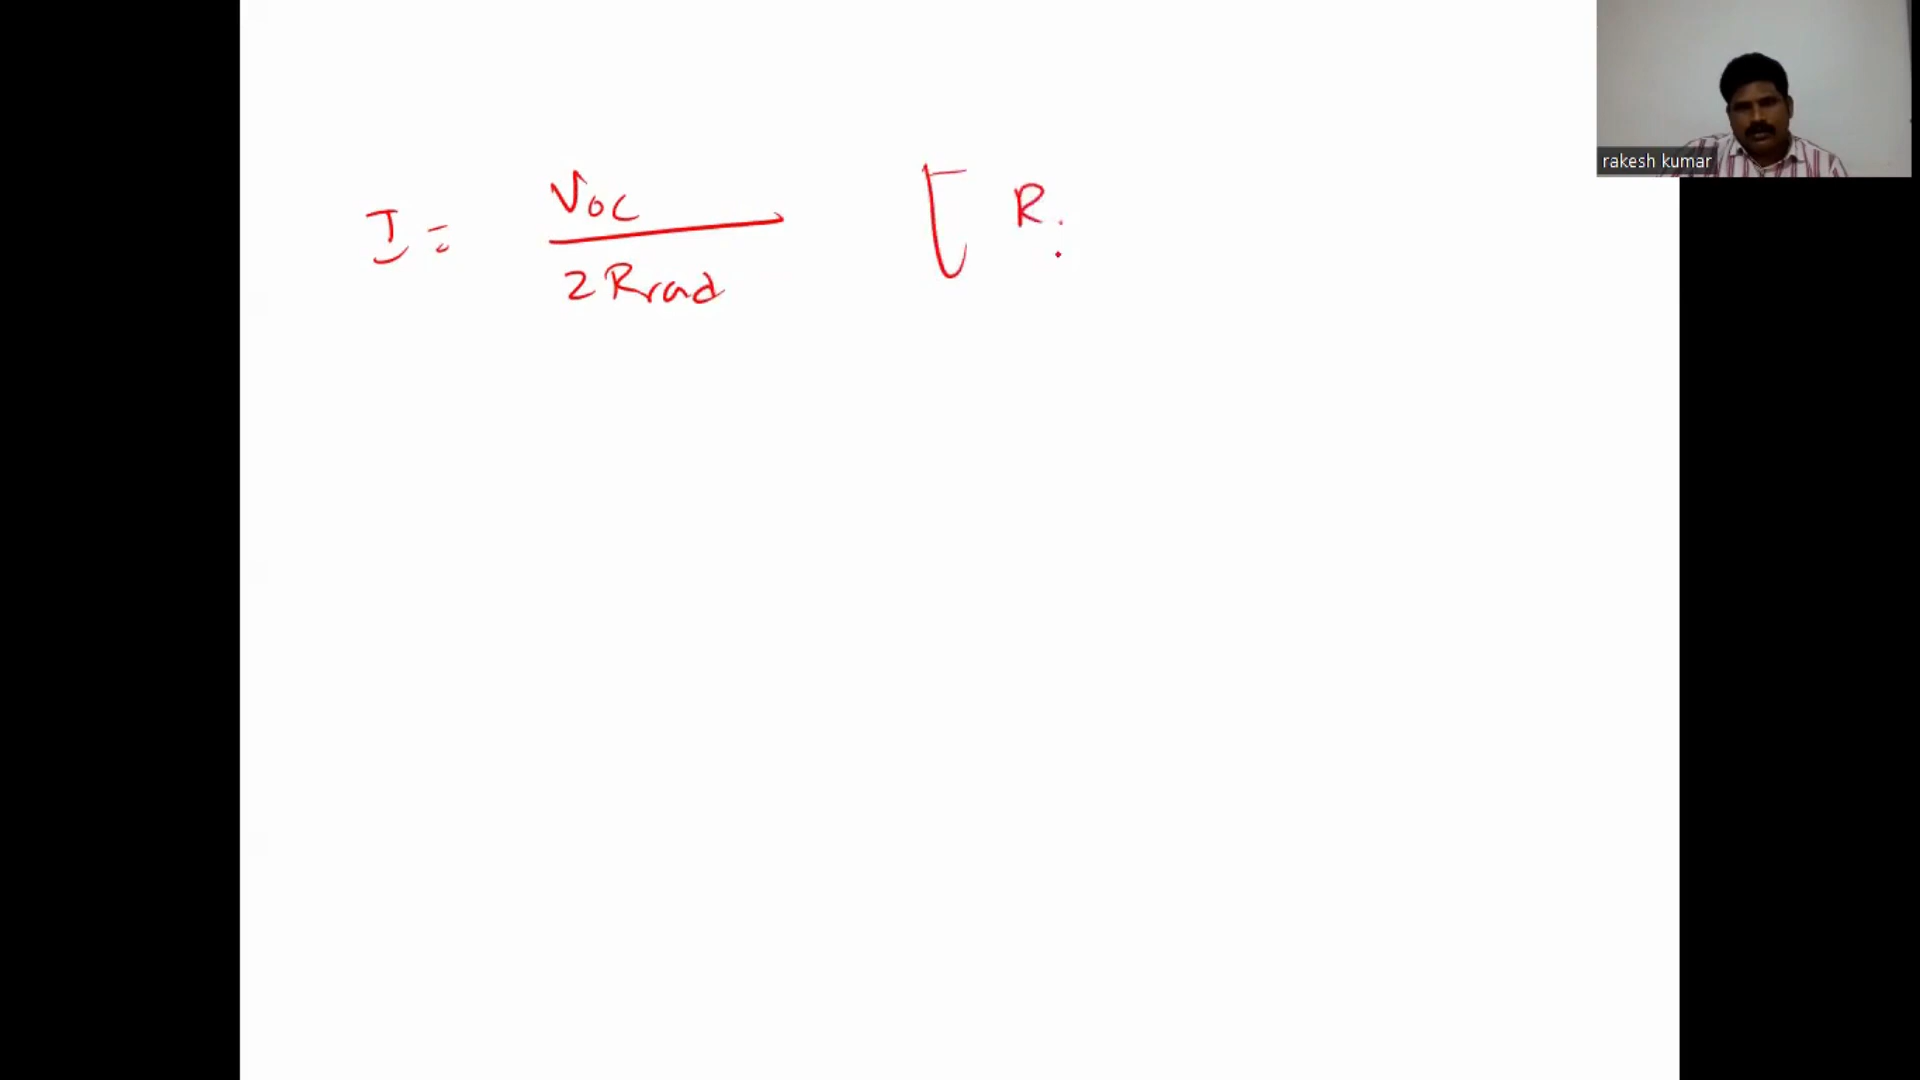 I = Voc / 2Rrad [ R.
rakesh kumar